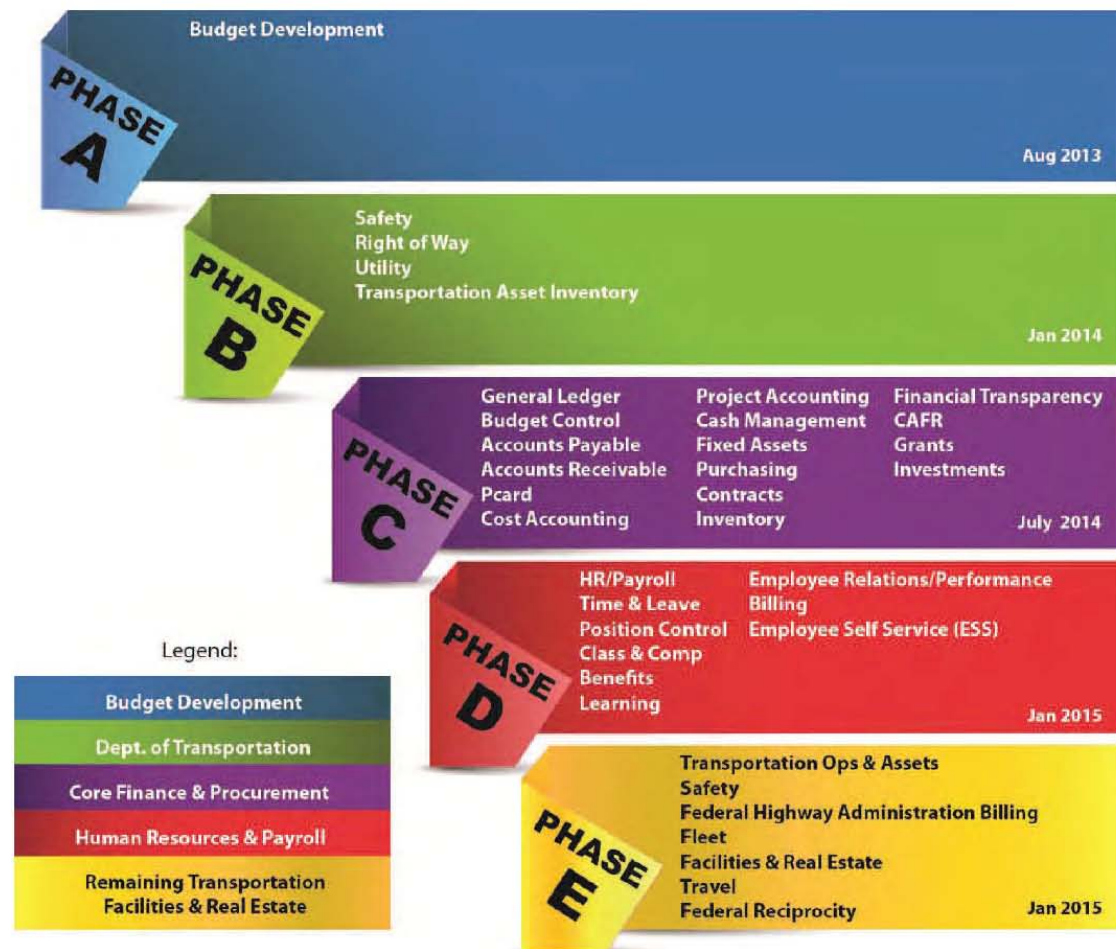 PHASE
A
Budget Development
Aug 2013
PHASE
B
Safety
Right of Way
Utility
Transportation Asset Inventory
Jan 2014
PHASE
C
General Ledger
Budget Control
Accounts Payable
Accounts Receivable
Pcard
Cost Accounting
Project Accounting
Cash Management
Fixed Assets
Purchasing
Contracts
Inventory
Financial Transparency
CAFR
Grants
Investments
July 2014
PHASE
D
HR/Payroll
Time & Leave
Position Control
Class & Comp
Benefits
Learning
Employee Relations/Performance
Billing
Employee Self Service (ESS)
Jan 2015
PHASE
E
Transportation Ops & Assets
Safety
Federal Highway Administration Billing
Fleet
Facilities & Real Estate
Travel
Federal Reciprocity
Jan 2015
Legend:
Budget Development
Dept. of Transportation
Core Finance & Procurement
Human Resources & Payroll
Remaining Transportation
Facilities & Real Estate